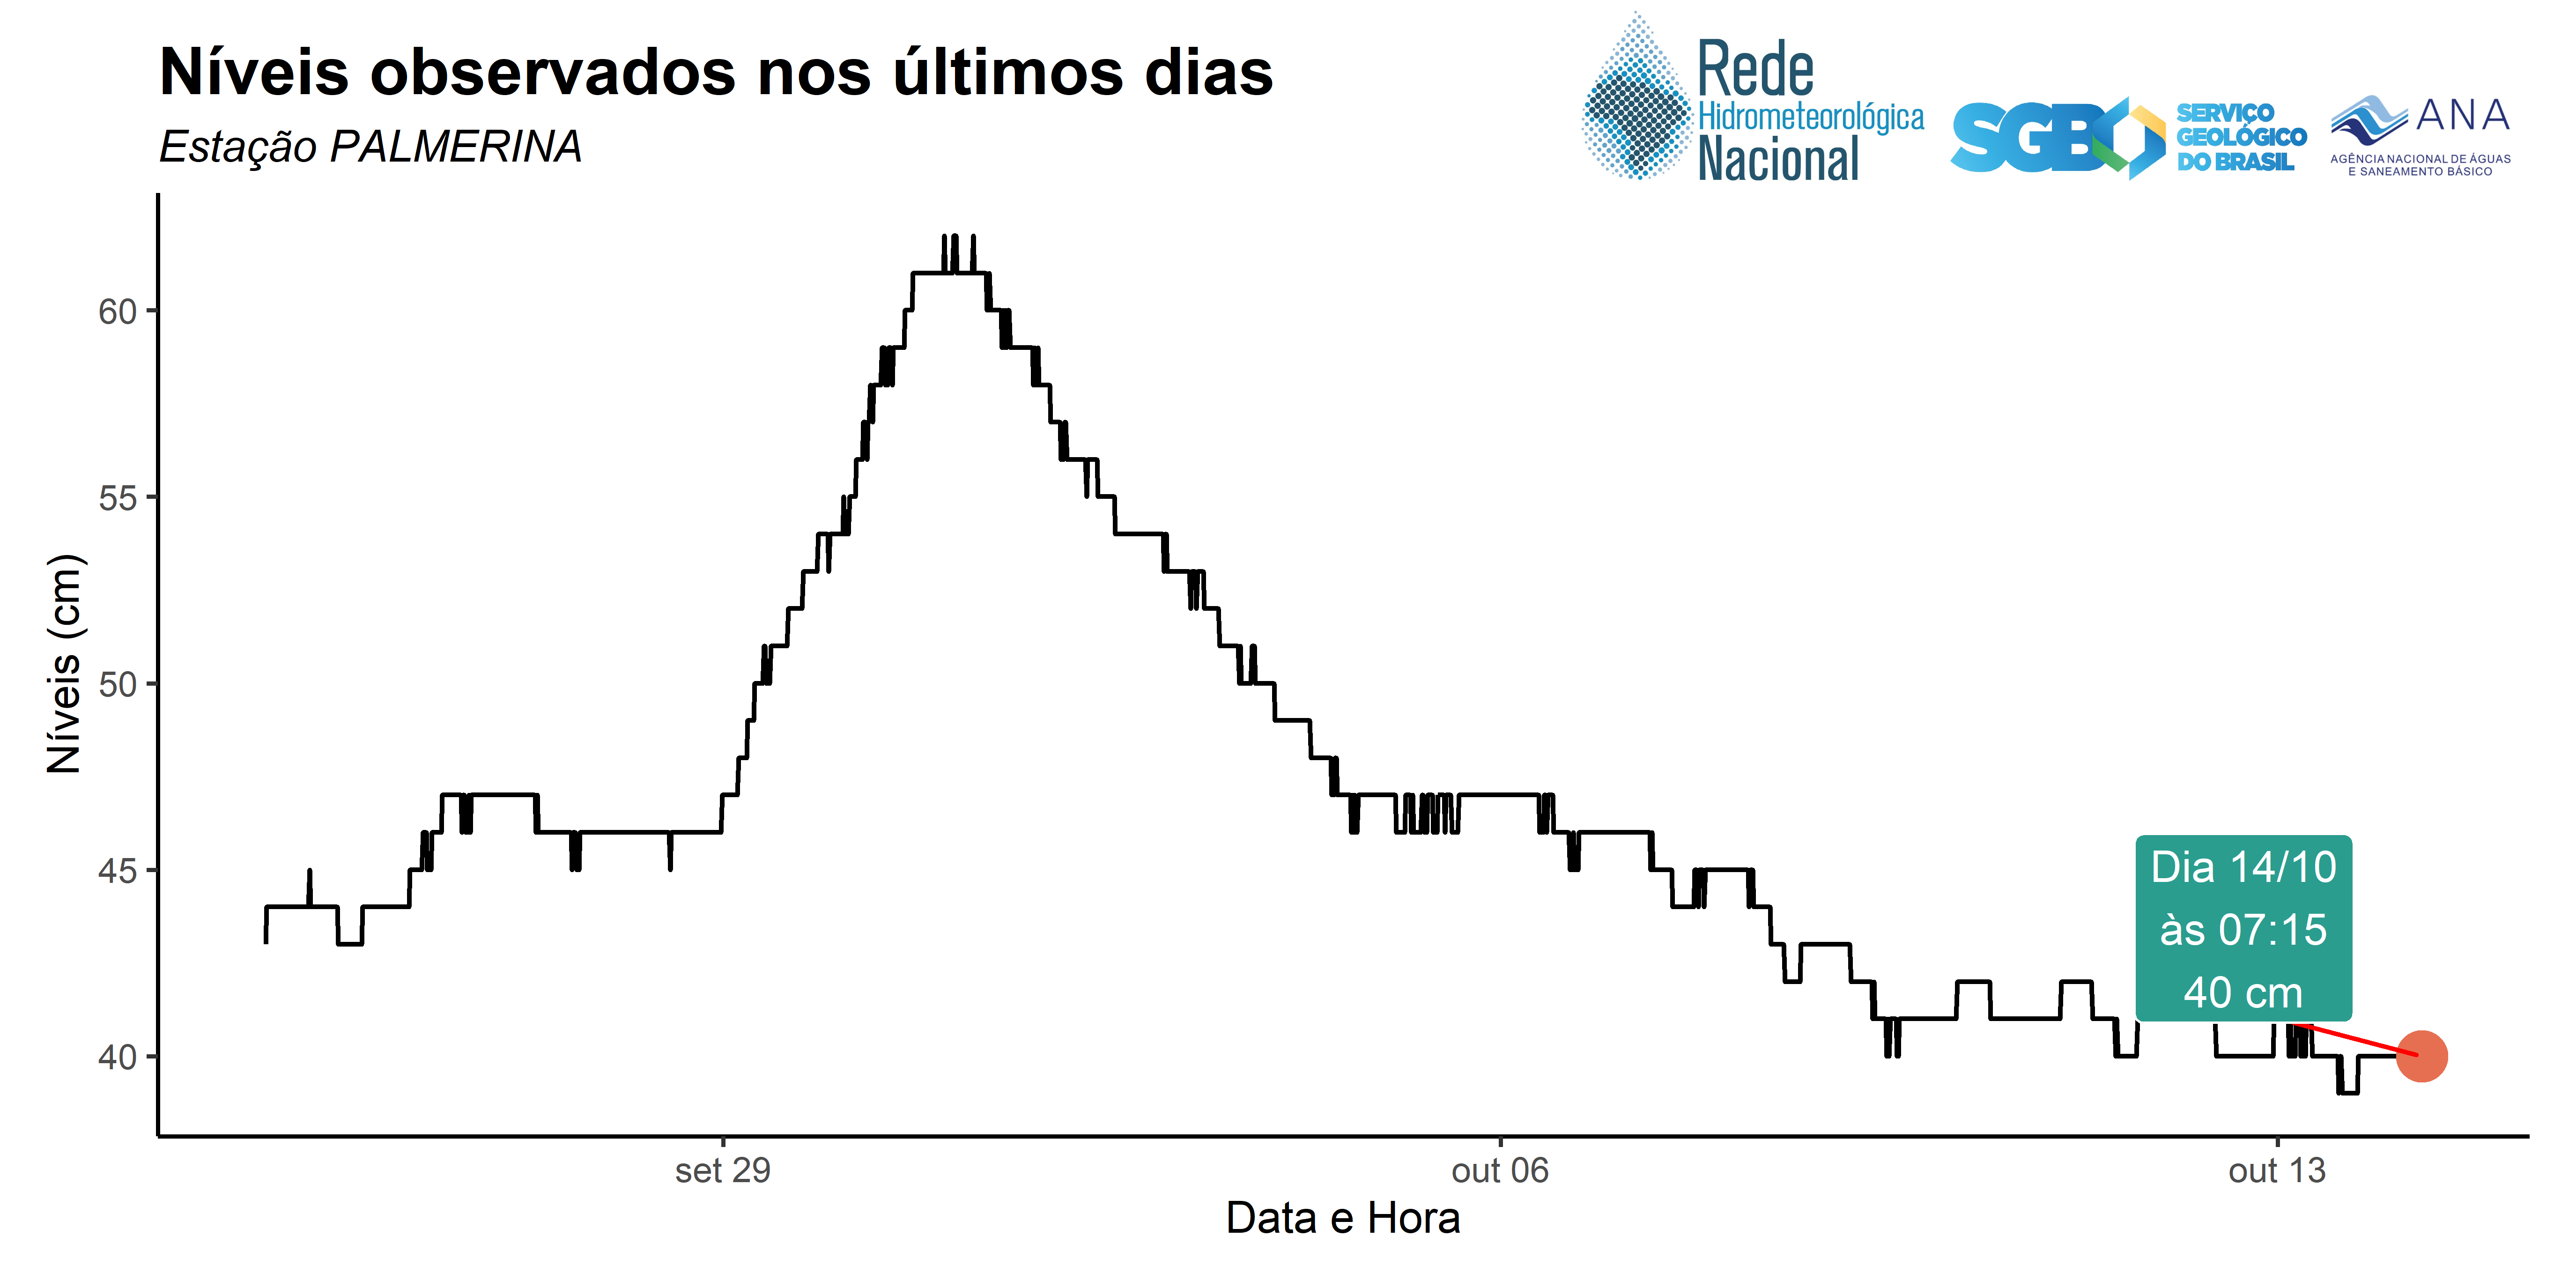 Níveis observados nos últimos dias
Estação PALMERINA
Rede
Hidrometeorológica
Nacional
SGB
SERVIÇO
GEOLÓGICO
DO BRASIL
ANA
AGÊNCIA NACIONAL DE ÁGUAS
E SANEAMENTO BÁSICO
Níveis (cm)
60
55
50
45
40
Dia 14/10
às 07:15
40 cm
set 29
out 06
out 13
Data e Hora